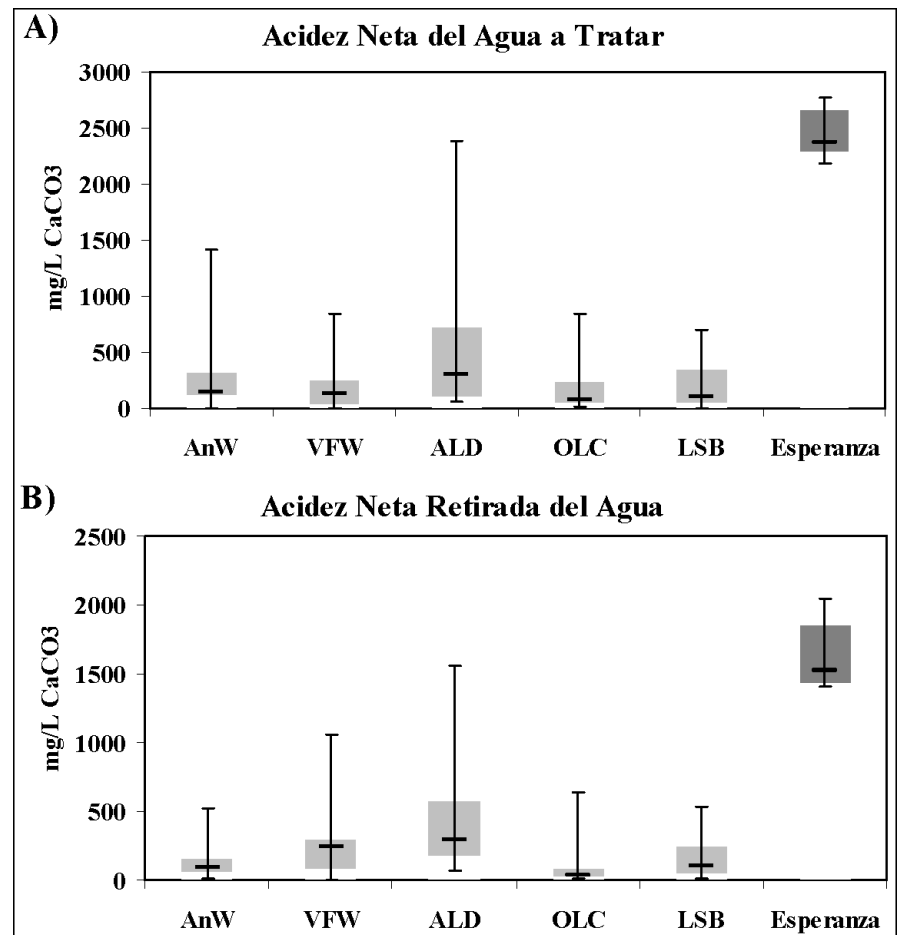 A)
Acidez Neta del Agua a Tratar
3000
2500
2000
1500
1000
500
0
mg/L CaCO3
AnW VFW ALD OLC LSB Esperanza
B)
Acidez Neta Retirada del Agua
2500
2000
1500
1000
500
0
mg/L CaCO3
AnW VFW ALD OLC LSB Esperanza